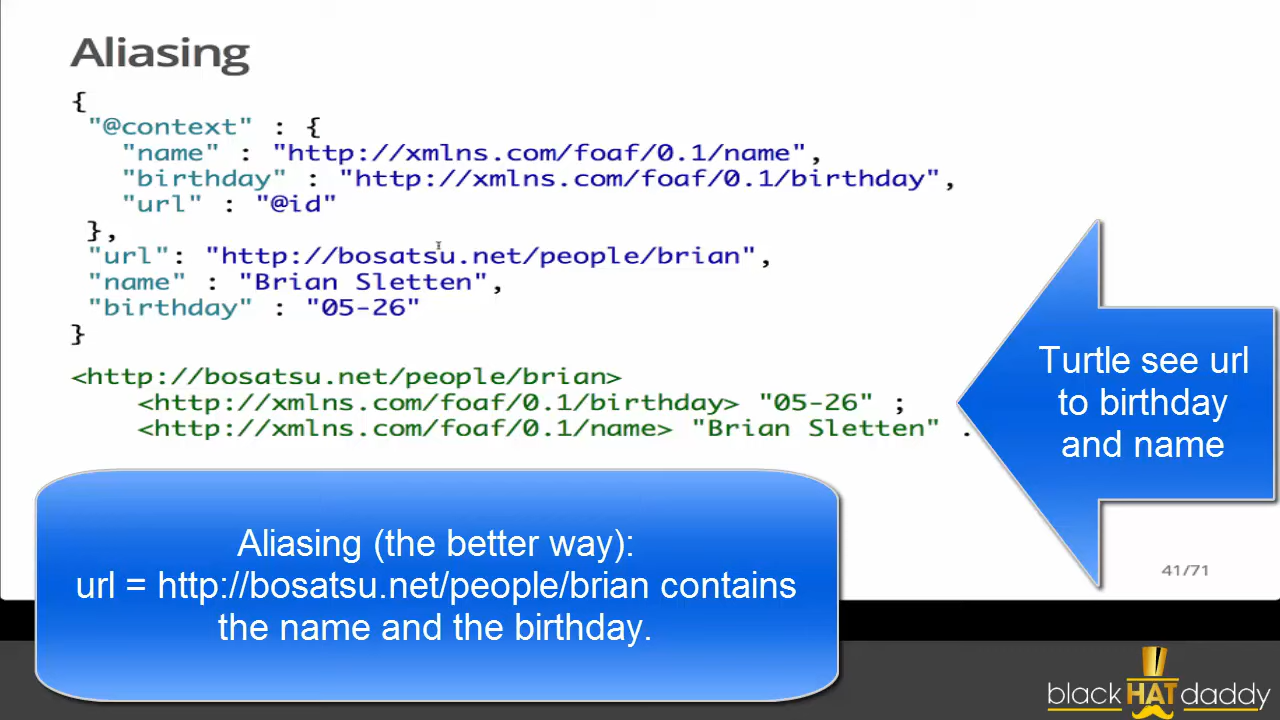 Aliasing
{
"@context" : {
"name" : "http://xmlns.com/foaf/0.1/name",
"birthday" : "http://xmlns.com/foaf/0.1/birthday",
"url" : "@id"
},
"url": "http://bosatsu.net/people/brian",
"name" : "Brian Sletten",
"birthday" : "05-26"
}
<http://bosatsu.net/people/brian>
<http://xmlns.com/foaf/0.1/birthday> "05-26" ;
<http://xmlns.com/foaf/0.1/name> "Brian Sletten" .
Turtle see url
to birthday
and name
Aliasing (the better way):
url = http://bosatsu.net/people/brian contains
the name and the birthday.
41/71
black HAT daddy